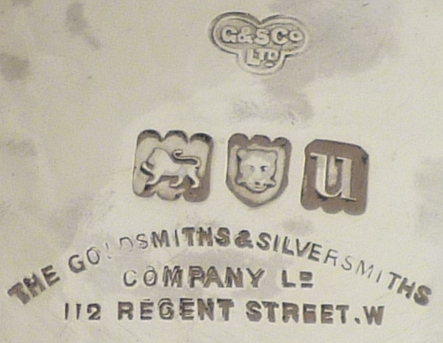 G&SCo
LTD
u
THE GOLDSMITHS & SILVERSMITHS
COMPANY LD
112 REGENT STREET.W